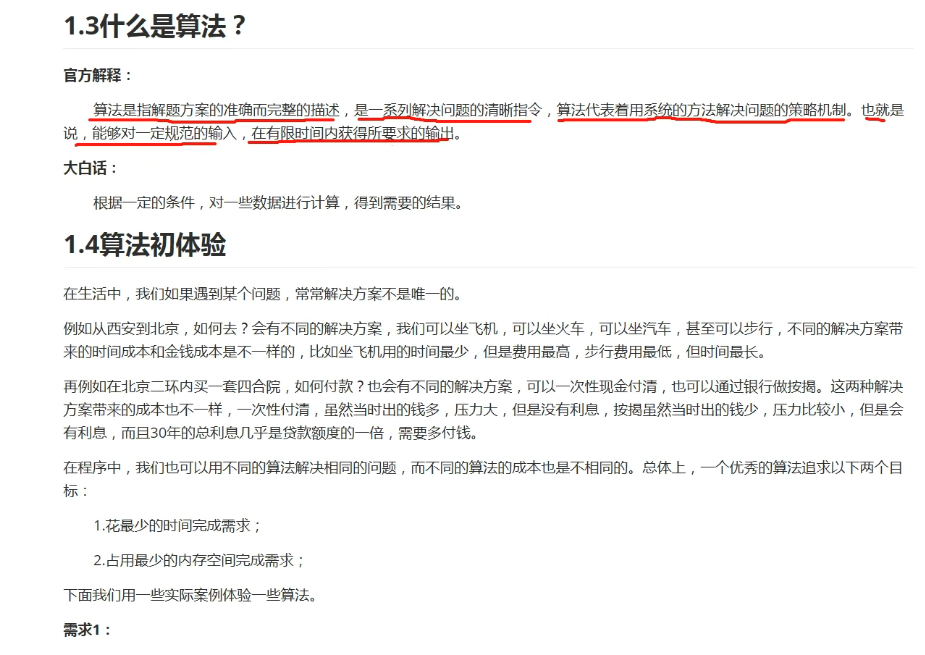 1.3什么是算法？
官方解释：
算法是指解题方案的准确而完整的描述，是一系列解决问题的清晰指令，算法代表着用系统的方法解决问题的策略机制。也就是
说，能够对一定规范的输入，在有限时间内获得所要求的输出。
大白话：
根据一定的条件，对一些数据进行计算，得到需要的结果。
1.4算法初体验
在生活中，我们如果遇到某个问题，常常解决方案不是唯一的。
例如从西安到北京，如何去？会有不同的解决方案，我们可以坐飞机，可以坐火车，可以坐汽车，甚至可以步行，不同的解决方案带
来的时间成本和金钱成本是不一样的，比如坐飞机用的时间最少，但是费用最高，步行费用最低，但时间最长。
再例如在北京二环内买一套四合院，如何付款？也会有不同的解决方案，可以一次性现金付清，也可以通过银行做按揭。这两种解决
方案带来的成本也不一样，一次性付清，虽然当时出的钱多，压力大，但是没有利息，按揭虽然当时出的钱少，压力比较小，但是会
有利息，而且30年的总利息几乎是贷款额度的一倍，需要多付钱。
在程序中，我们也可以用不同的算法解决相同的问题，而不同的算法的成本也是不相同的。总体上，一个优秀的算法追求以下两个目
标：
1.花最少的时间完成需求；
2.占用最少的内存空间完成需求；
下面我们用一些实际案例体验一些算法。
需求1：